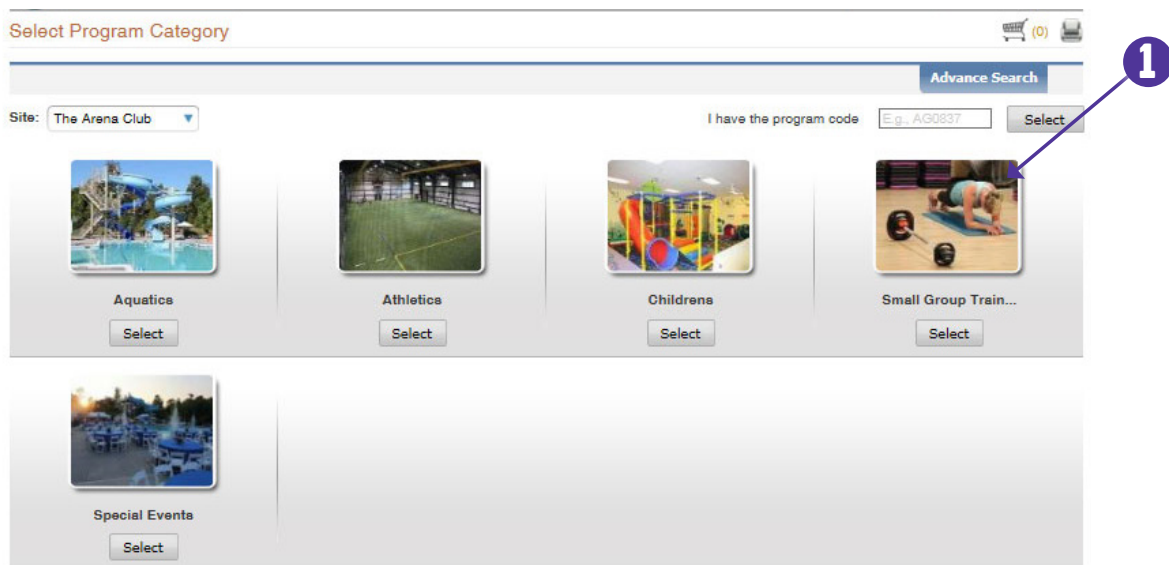 Select Program Category
(0)
1
Advance Search
Site: The Arena Club
I have the program code E.g., AG0837 Select
Aquatics Athletics Childrens Small Group Train...
Select Select Select Select
Special Events
Select